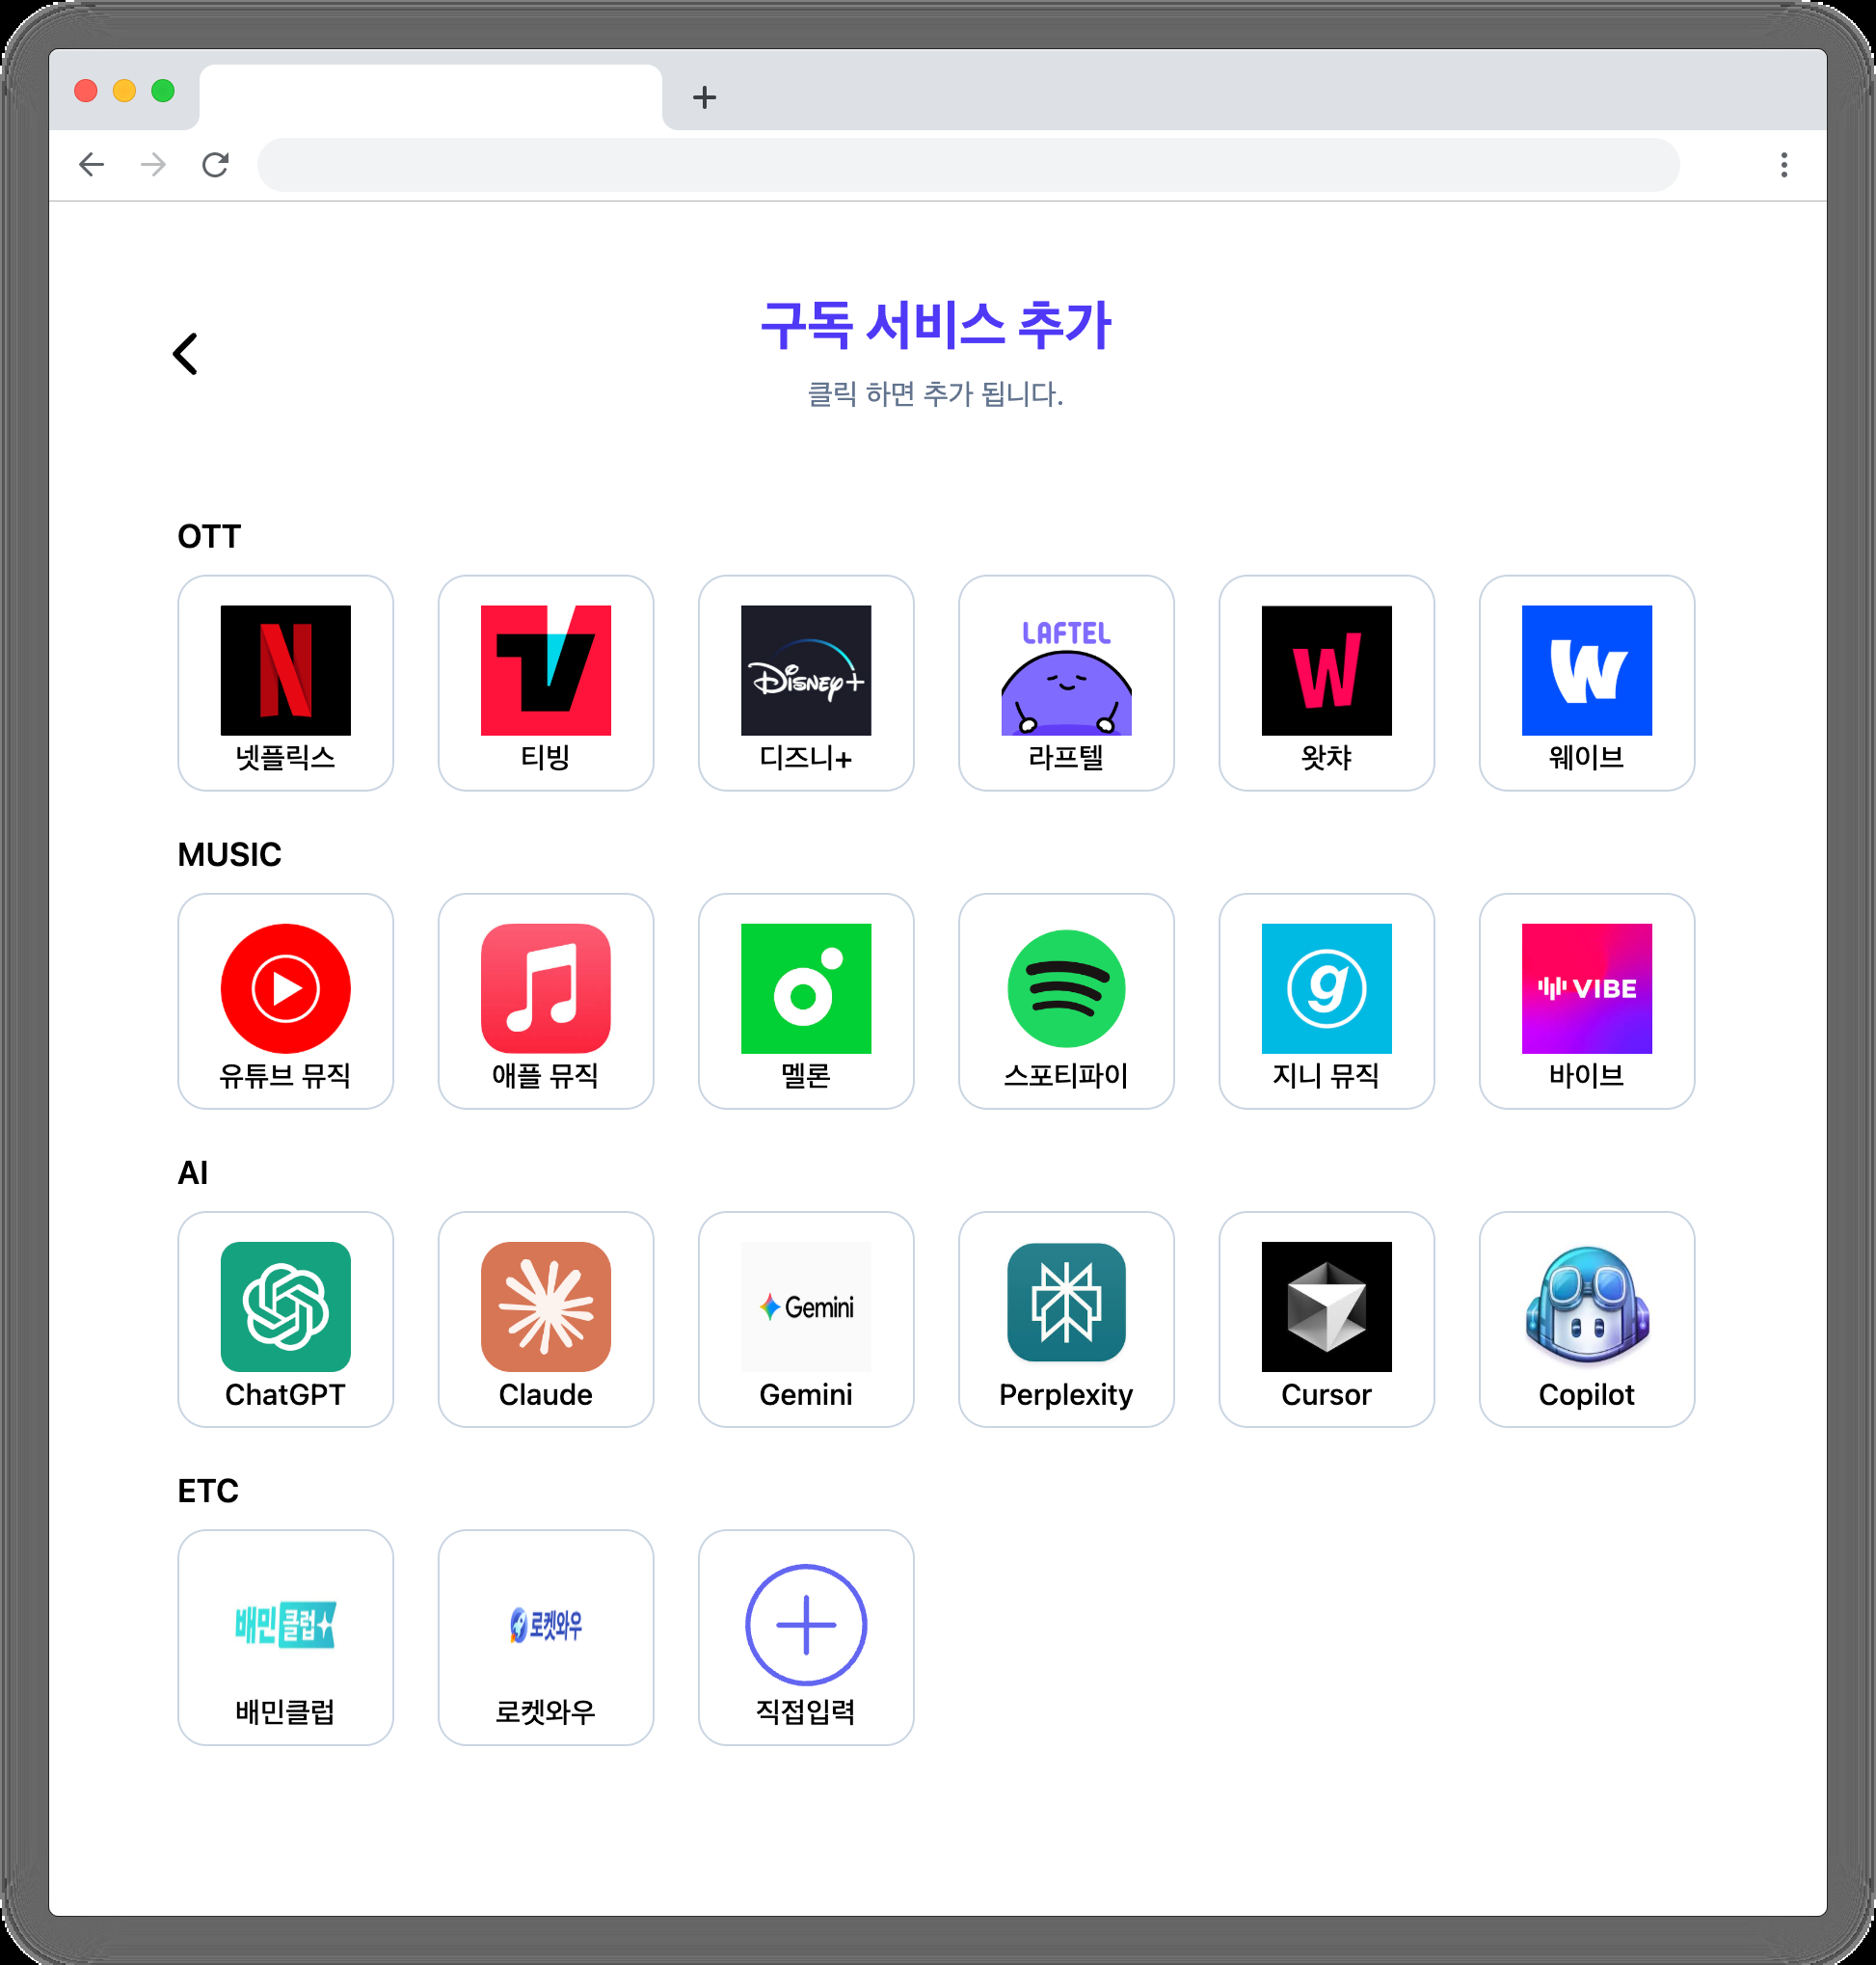 구독 서비스 추가
클릭 하면 추가 됩니다.
OTT
DISNEY+
LAFTEL
넷플릭스
티빙
디즈니+
라프텔
왓챠
웨이브
MUSIC
VIBE
유튜브 뮤직
애플 뮤직
멜론
스포티파이
지니 뮤직
바이브
AI
Gemini
ChatGPT
Claude
Gemini
Perplexity
Cursor
Copilot
ETC
배민클럽
로켓와우
배민클럽
로켓와우
직접입력